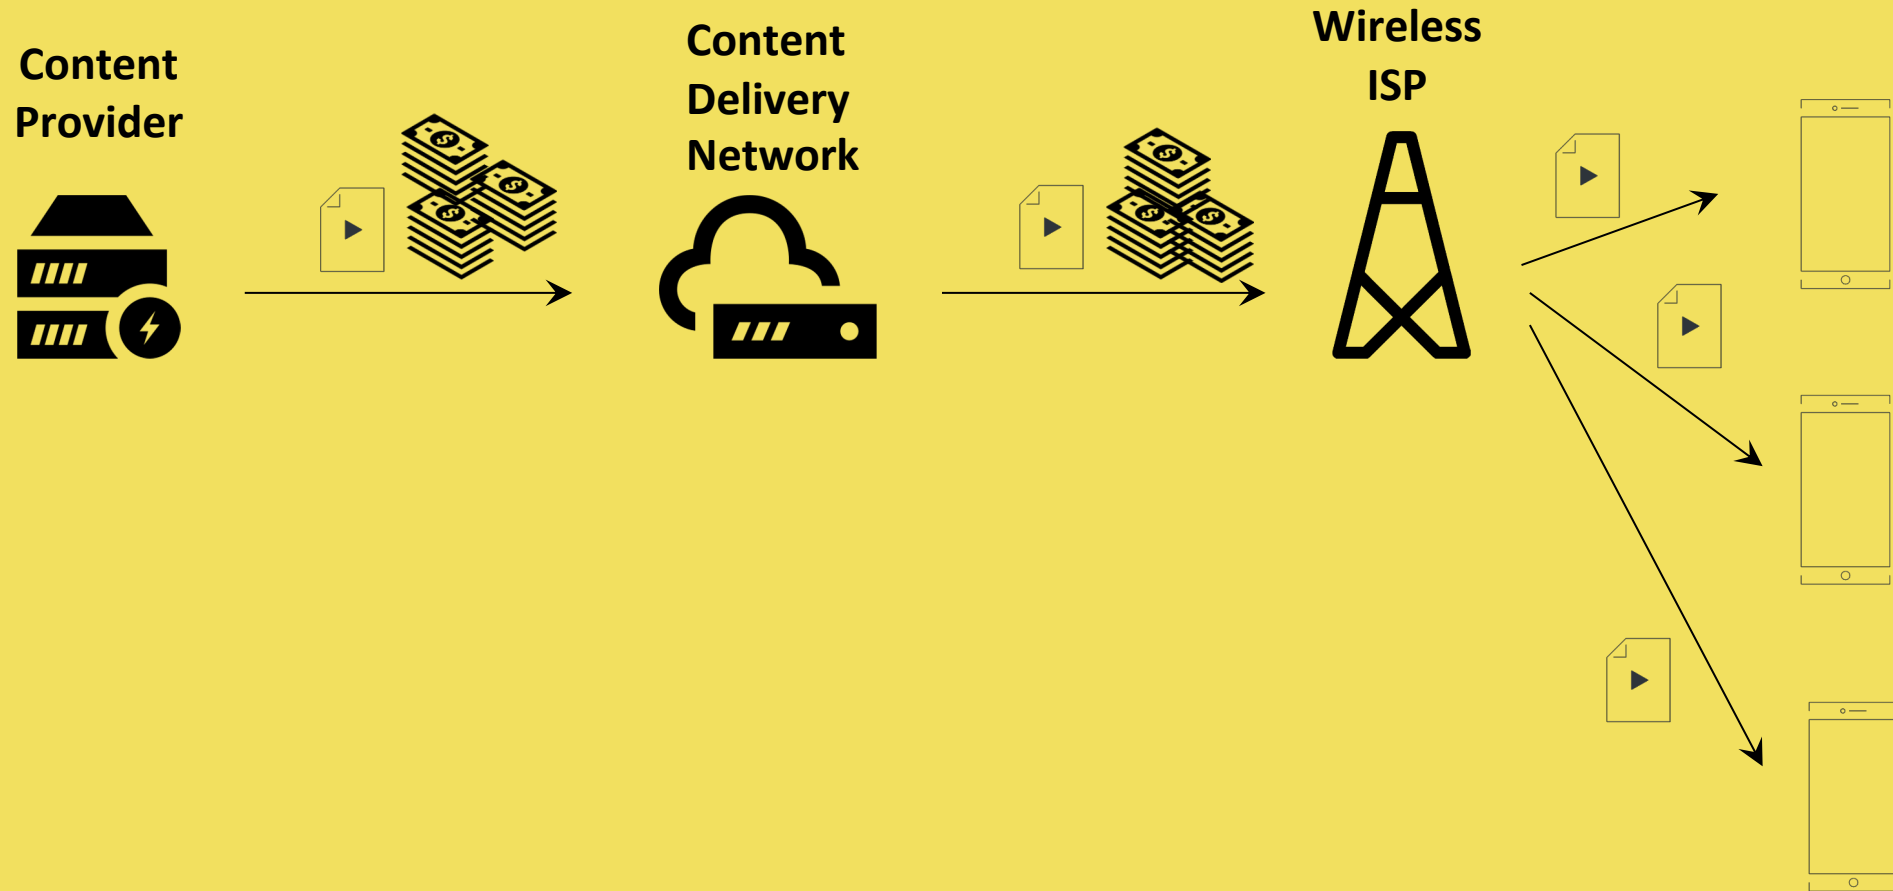 Content
Provider
Content
Delivery
Network
Wireless
ISP